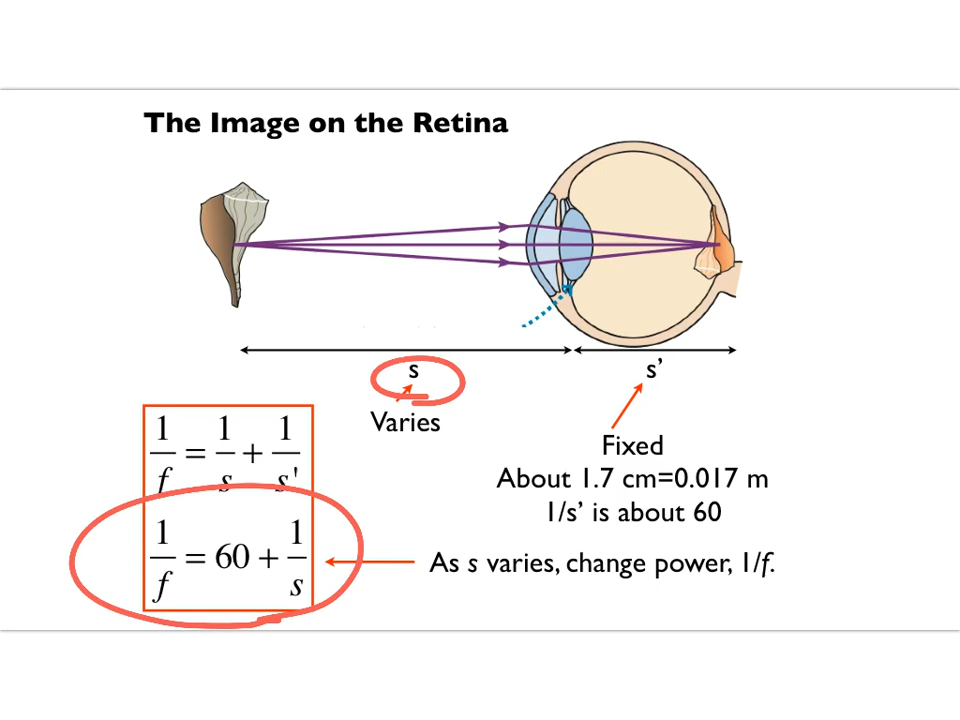 The Image on the Retina
s
s’
Varies
Fixed
About 1.7 cm=0.017 m
1/s’ is about 60
1/f = 1/s + 1/s'
1/f = 60 + 1/s
As s varies, change power, 1/f.